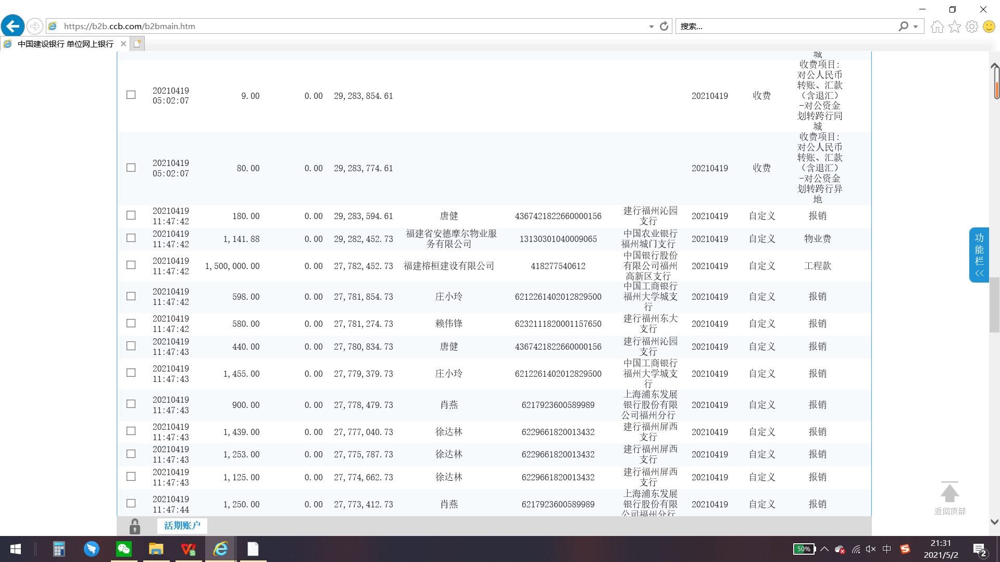 https://b2b.ccb.com/b2bmain.htm
搜索...
中国建设银行 单位网上银行
城
20210419
05:02:07
9.00
0.00
29,283,854.61
20210419
收费
收费项目:
对公人民币
转账、汇款
（含退汇）
-对公资金
划转跨行同
城
20210419
05:02:07
80.00
0.00
29,283,774.61
20210419
收费
收费项目:
对公人民币
转账、汇款
（含退汇）
-对公资金
划转跨行异
地
20210419
11:47:42
180.00
0.00
29,283,594.61
唐健
4367421822660000156
建行福州沁园
支行
20210419
自定义
报销
20210419
11:47:42
1,141.88
0.00
29,282,452.73
福建省安德摩尔物业服
务有限公司
13130301040009065
中国农业银行
福州城门支行
20210419
自定义
物业费
20210419
11:47:42
1,500,000.00
0.00
27,782,452.73
福建榕桓建设有限公司
418277540612
中国银行股份
有限公司福州
高新区支行
20210419
自定义
工程款
20210419
11:47:42
598.00
0.00
27,781,854.73
庄小玲
6212261402012829500
中国工商银行
福州大学城支
行
20210419
自定义
报销
20210419
11:47:42
580.00
0.00
27,781,274.73
赖伟锋
6232111820001157650
建行福州东大
支行
20210419
自定义
报销
20210419
11:47:43
440.00
0.00
27,780,834.73
唐健
4367421822660000156
建行福州沁园
支行
20210419
自定义
报销
20210419
11:47:43
1,455.00
0.00
27,779,379.73
庄小玲
6212261402012829500
中国工商银行
福州大学城支
行
20210419
自定义
报销
20210419
11:47:43
900.00
0.00
27,778,479.73
肖燕
6217923600589989
上海浦东发展
银行股份有限
公司福州分行
20210419
自定义
报销
20210419
11:47:43
1,439.00
0.00
27,777,040.73
徐达林
6229661820013432
建行福州屏西
支行
20210419
自定义
报销
20210419
11:47:43
1,253.00
0.00
27,775,787.73
徐达林
6229661820013432
建行福州屏西
支行
20210419
自定义
报销
20210419
11:47:43
1,125.00
0.00
27,774,662.73
徐达林
6229661820013432
建行福州屏西
支行
20210419
自定义
报销
20210419
11:47:44
1,250.00
0.00
27,773,412.73
肖燕
6217923600589989
上海浦东发展
银行股份有限
公司福州分行
20210419
自定义
报销
功
能
栏
<<
返回顶部
活期账户
50%
中
21:31
2021/5/2
2